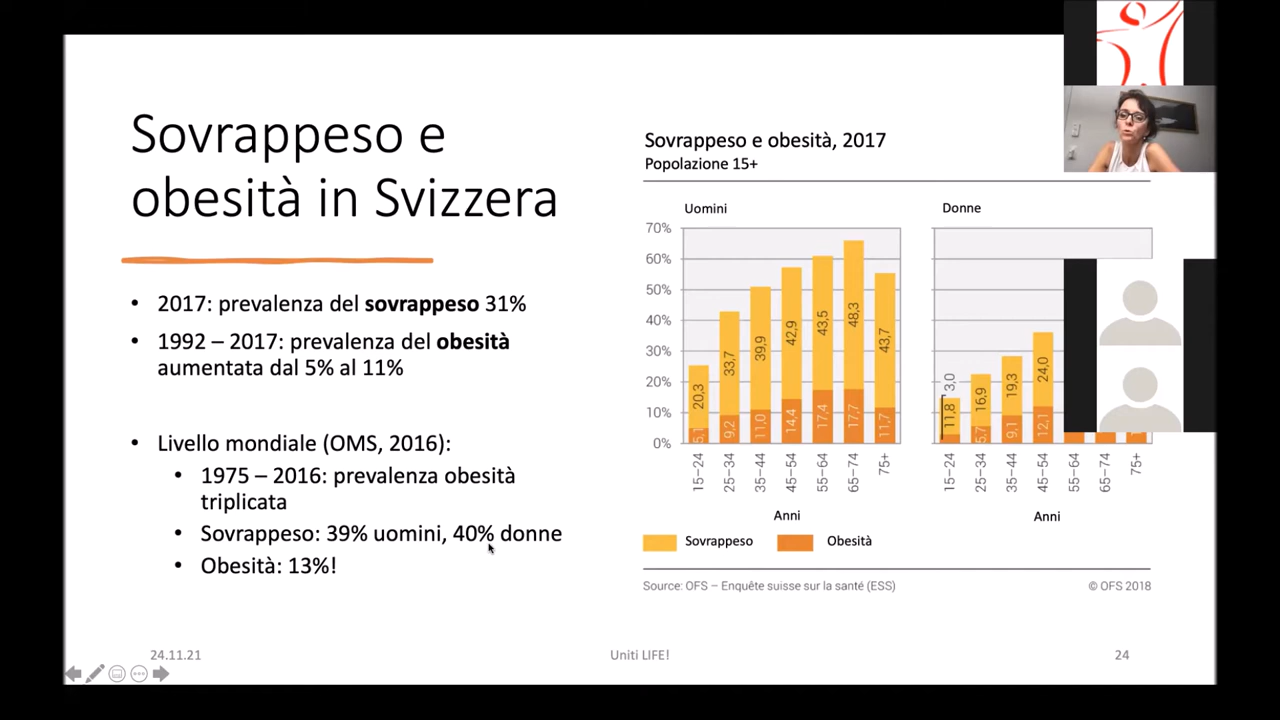 Sovrappeso e
obesità in Svizzera
• 2017: prevalenza del sovrappeso 31%
• 1992 – 2017: prevalenza del obesità
aumentata dal 5% al 11%
• Livello mondiale (OMS, 2016):
• 1975 – 2016: prevalenza obesità
triplicata
• Sovrappeso: 39% uomini, 40% donne
• Obesità: 13%!
Sovrappeso e obesità, 2017
Popolazione 15+
Uomini
70%
60%
50%
40%
30%
20%
10%
0%
20,3
33,7
39,9
42,9
43,5
48,3
43,7
5,1
9,2
11,0
14,4
17,4
17,7
11,7
15–24
25–34
35–44
45–54
55–64
65–74
75+
Anni
Donne
3,0
11,8
16,9
19,3
24,0
5,7
9,1
12,1
15–24
25–34
35–44
45–54
55–64
65–74
75+
Anni
Sovrappeso Obesità
Source: OFS – Enquête suisse sur la santé (ESS) © OFS 2018
24.11.21 Uniti LIFE! 24